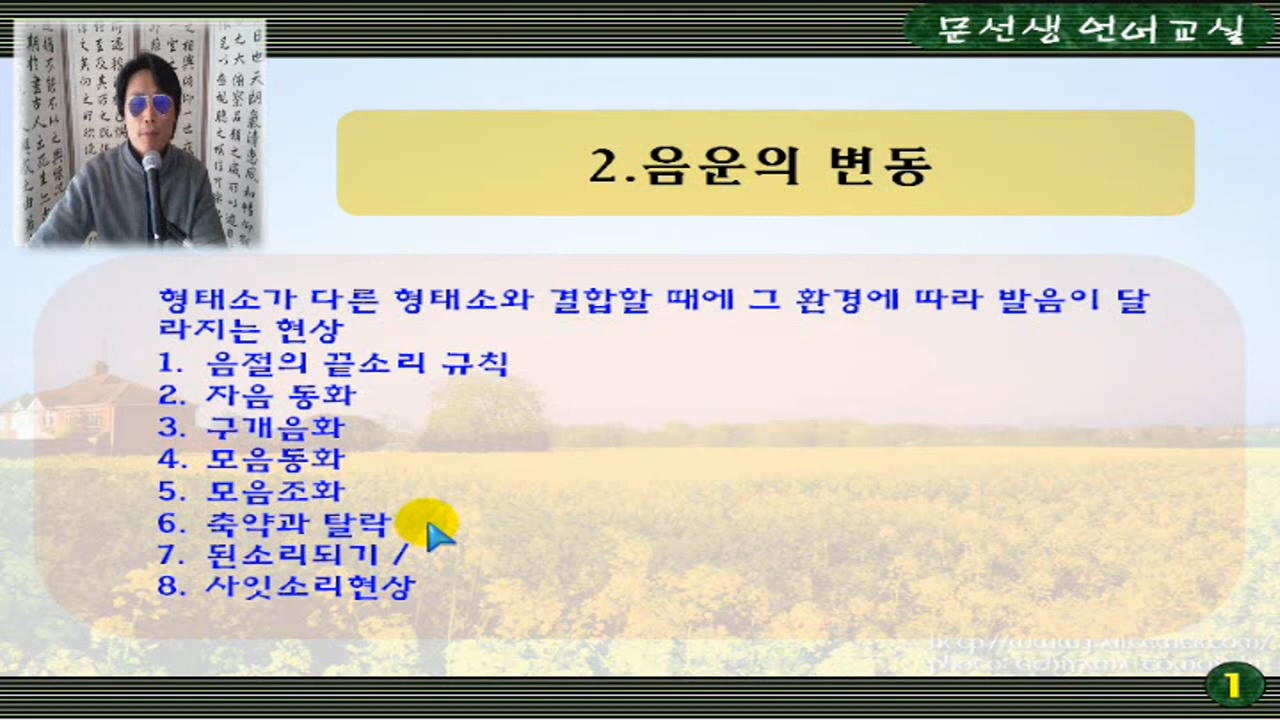 문선생 언어교실
2.음운의 변동
형태소가 다른 형태소와 결합할 때에 그 환경에 따라 발음이 달
라지는 현상
1. 음절의 끝소리 규칙
2. 자음 동화
3. 구개음화
4. 모음동화
5. 모음조화
6. 축약과 탈락
7. 된소리되기 /
8. 사잇소리현상
1